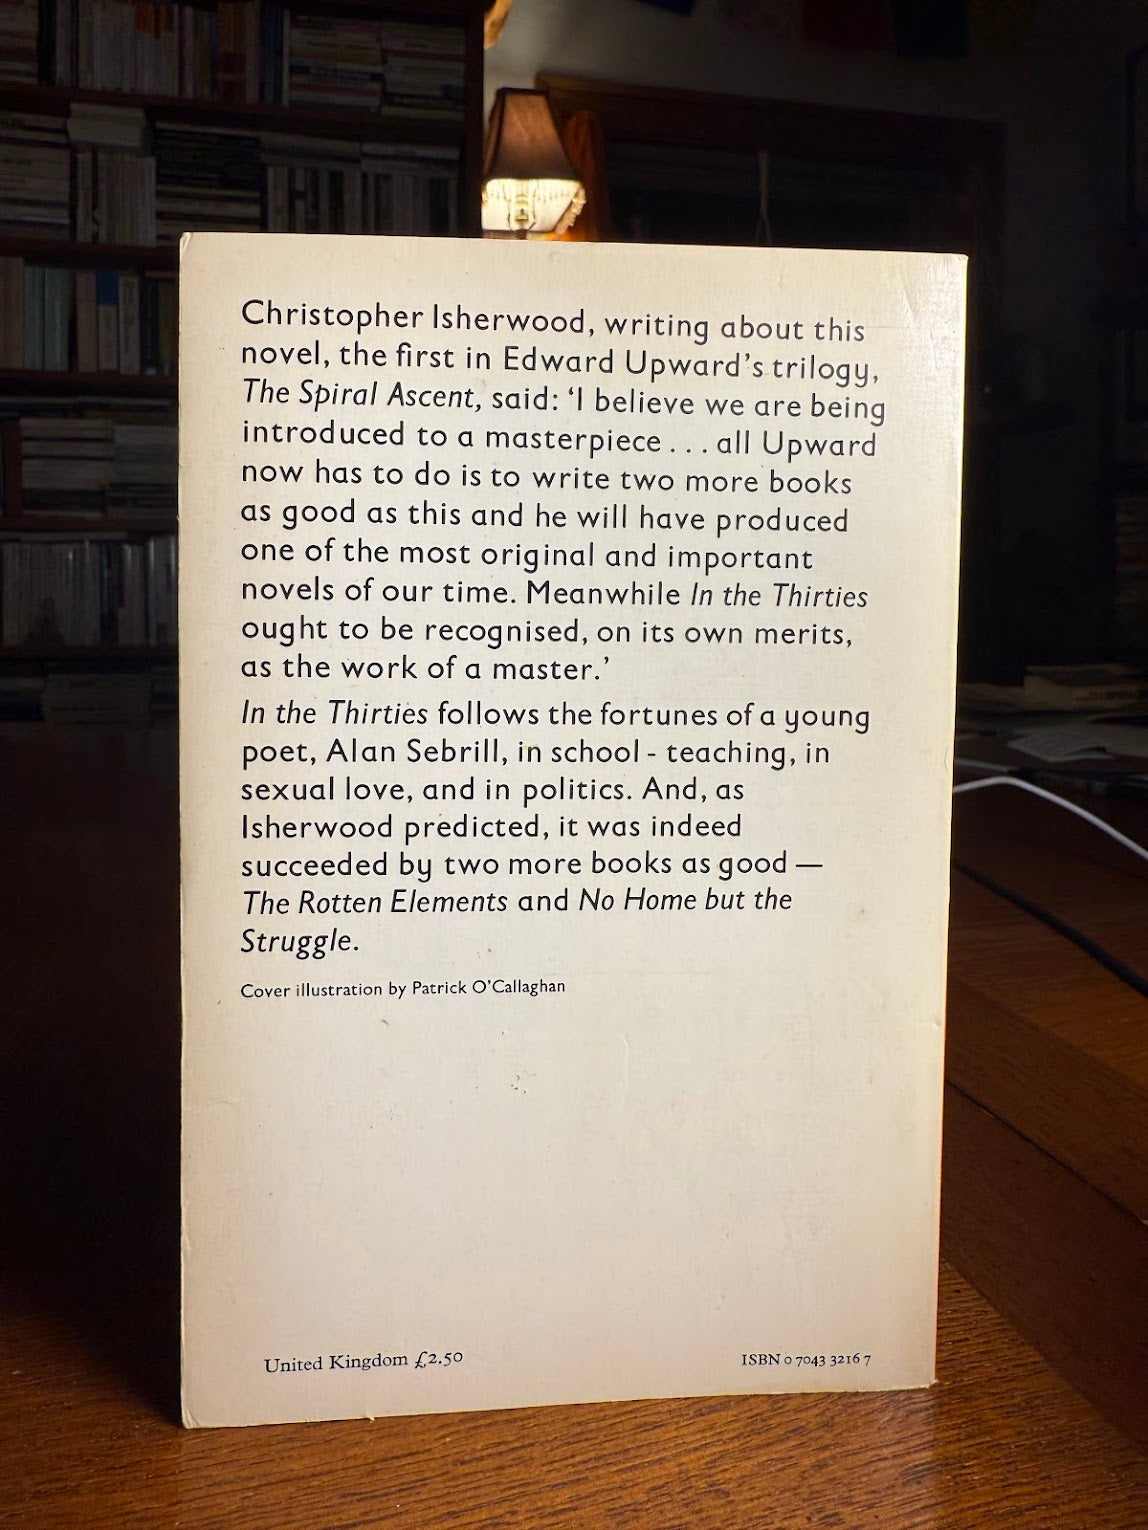 Christopher Isherwood, writing about this
novel, the first in Edward Upward's trilogy,
The Spiral Ascent, said: ‘I believe we are being
introduced to a masterpiece . . . all Upward
now has to do is to write two more books
as good as this and he will have produced
one of the most original and important
novels of our time. Meanwhile In the Thirties
ought to be recognised, on its own merits,
as the work of a master.’
In the Thirties follows the fortunes of a young
poet, Alan Sebrill, in school - teaching, in
sexual love, and in politics. And, as
Isherwood predicted, it was indeed
succeeded by two more books as good —
The Rotten Elements and No Home but the
Struggle.
Cover illustration by Patrick O'Callaghan
United Kingdom £2.50
ISBN 0 7043 3216 7